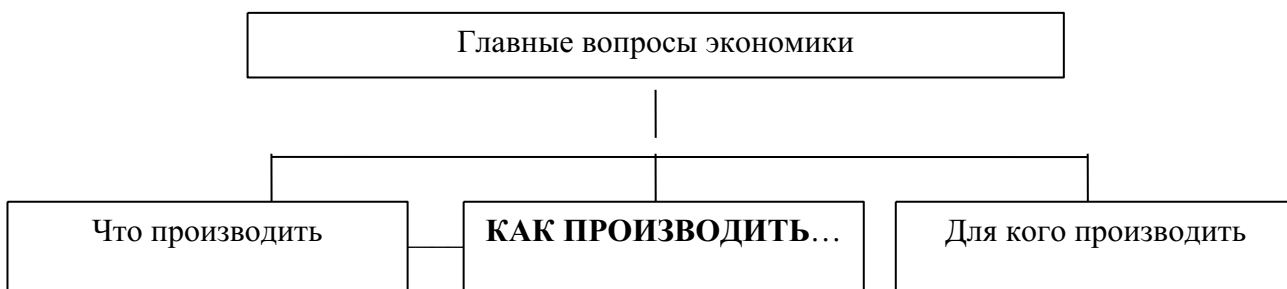 Главные вопросы экономики
Что производить
КАК ПРОИЗВОДИТЬ…
Для кого производить